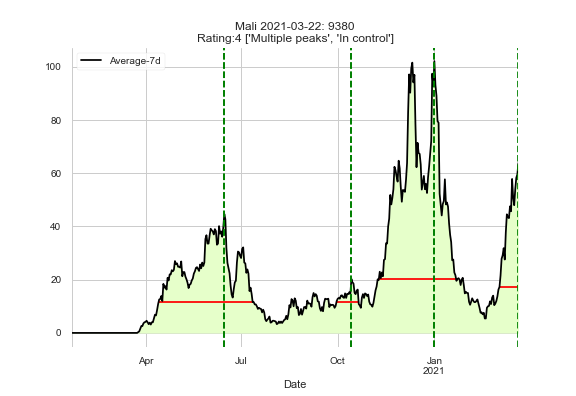 Mali 2021-03-22: 9380
Rating:4 ['Multiple peaks', 'In control']
Average-7d
100
80
60
40
20
0
Apr
Jul
Oct
Jan
2021
Date